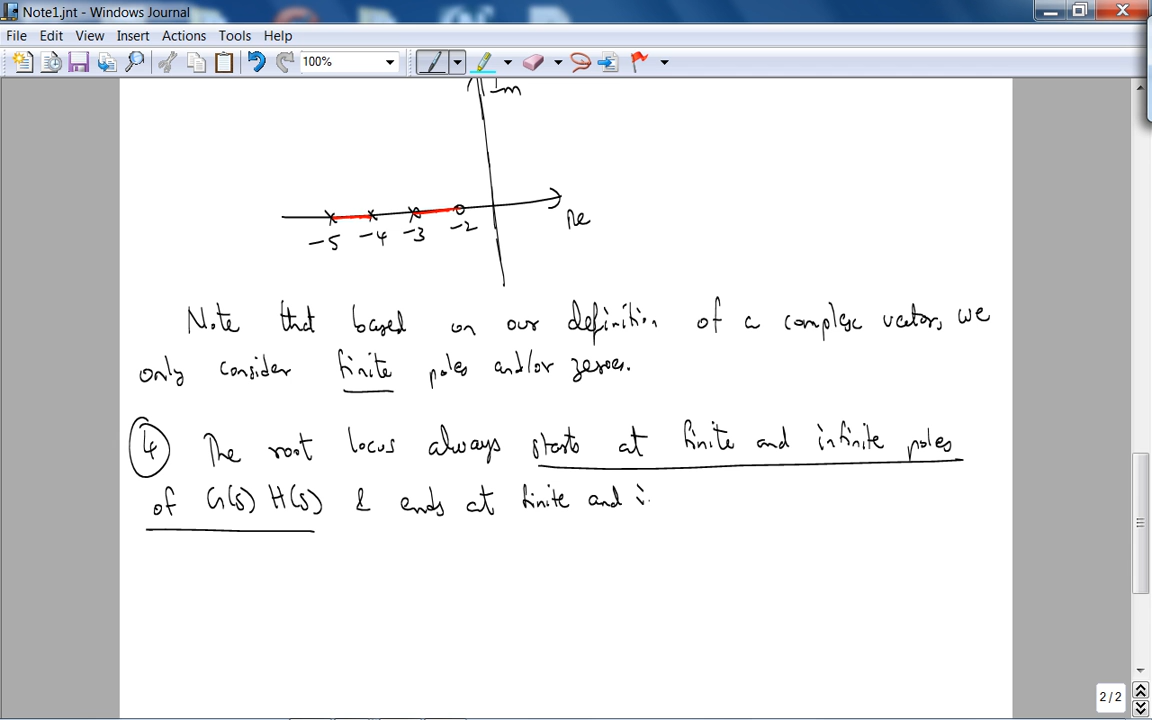 Note1.jnt - Windows Journal
File Edit View Insert Actions Tools Help
100%
Im
-5 -4 -3 -2
Re
Note that based on our definition of a complex vector, we
only consider finite poles and/or zeroes.
4 The root locus always starts at finite and infinite poles
of G(s) H(s) & ends at finite and i
2 / 2